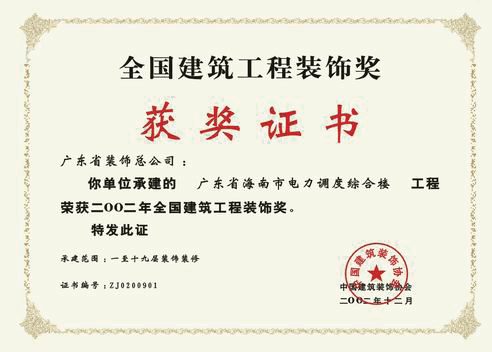 全国建筑工程装饰奖
获奖证书
广东省装饰总公司：
你单位承建的 广东省海南市电力调度综合楼 工程
荣获二OO二年全国建筑工程装饰奖。
特发此证
承建范围：一至十九层装饰装修
证书编号：ZJ0200901
中国建筑装饰协会
中国建筑装饰协会
二OO二年十二月